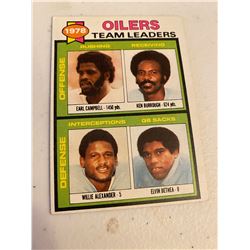 1978
OILERS
TEAM LEADERS
RUSHING RECEIVING
OFFENSE
EARL CAMPBELL - 1450 yds. KEN BURROUGH - 624 yds.
INTERCEPTIONS QB SACKS
DEFENSE
WILLIE ALEXANDER - 5 ELVIN BETHEA - 8